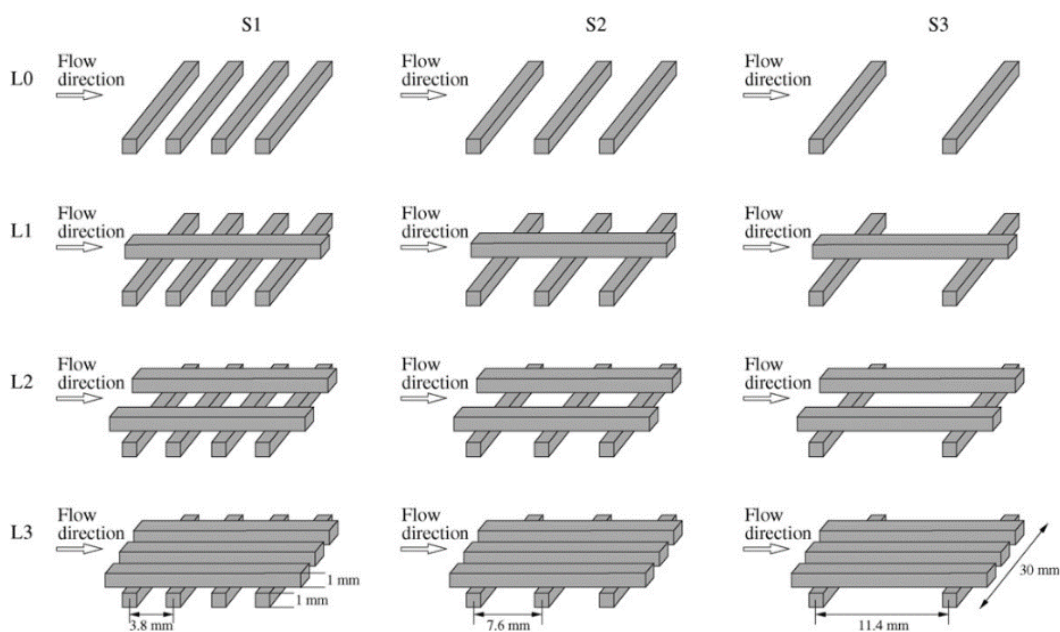 S1 S2 S3
L0
Flow
direction
Flow
direction
Flow
direction
L1
Flow
direction
Flow
direction
Flow
direction
L2
Flow
direction
Flow
direction
Flow
direction
L3
Flow
direction
Flow
direction
Flow
direction
1 mm
1 mm
30 mm
3.8 mm
7.6 mm
11.4 mm